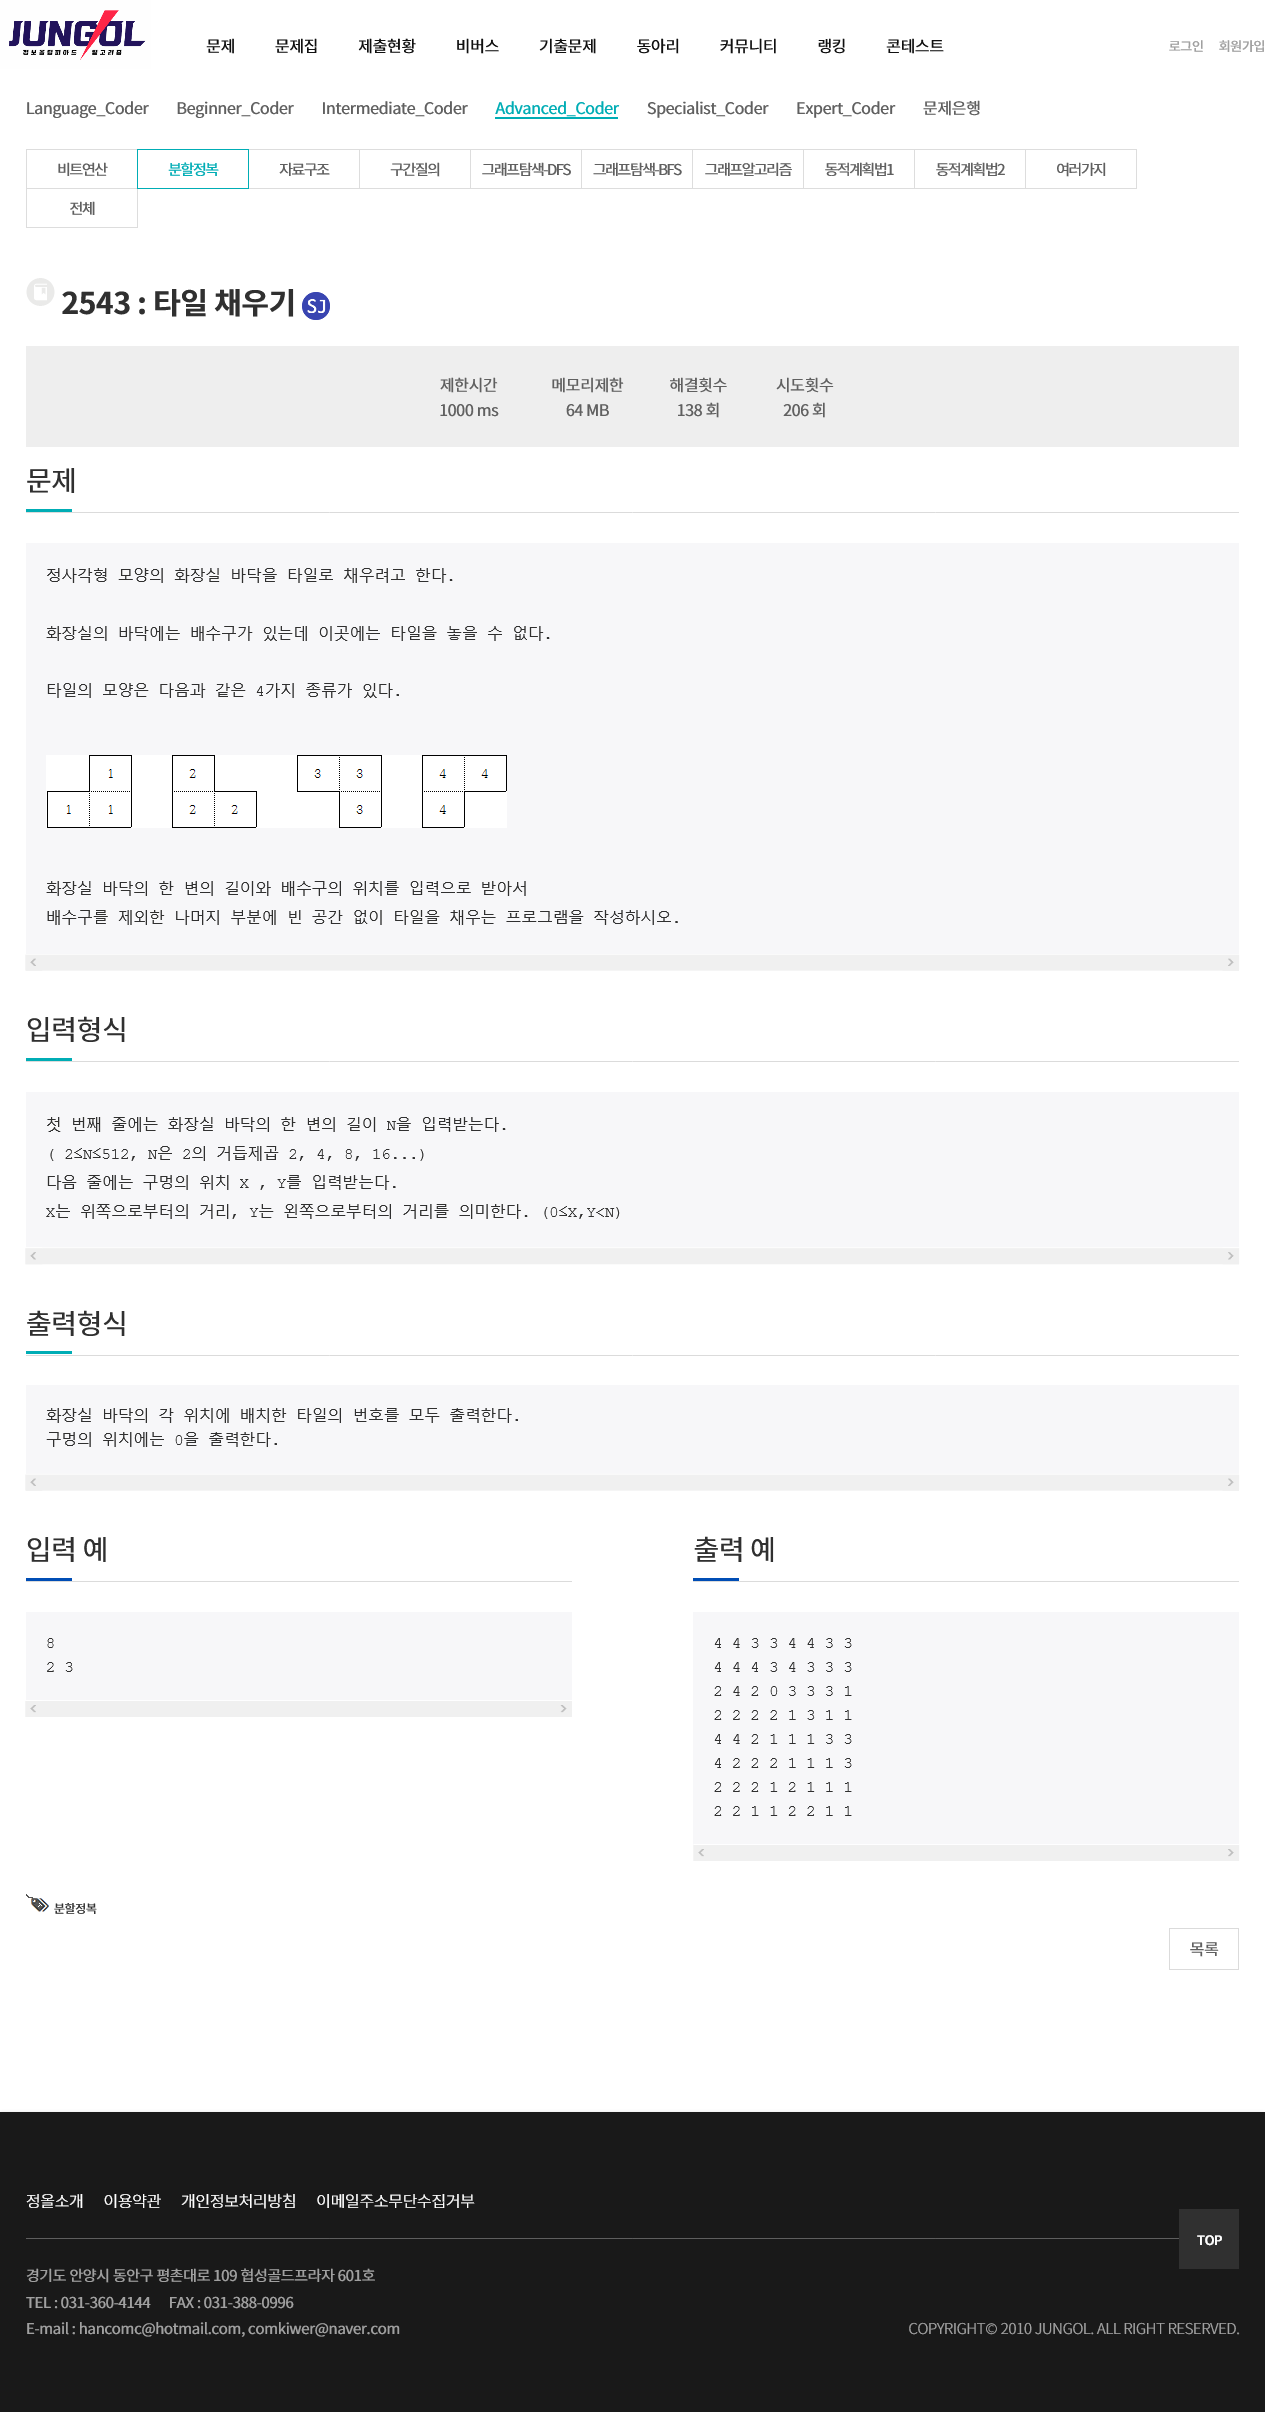 JUNGOL
정보올림피아드 알고리즘
문제 문제집 제출현황 비버스 기출문제 동아리 커뮤니티 랭킹 콘테스트 로그인 회원가입
Language_Coder Beginner_Coder Intermediate_Coder Advanced_Coder Specialist_Coder Expert_Coder 문제은행
비트연산 분할정복 자료구조 구간질의 그래프탐색-DFS 그래프탐색-BFS 그래프알고리즘 동적계획법1 동적계획법2 여러가지
전체
2543 : 타일 채우기 SJ
제한시간 메모리제한 해결횟수 시도횟수
1000 ms 64 MB 138 회 206 회
문제
정사각형 모양의 화장실 바닥을 타일로 채우려고 한다.
화장실의 바닥에는 배수구가 있는데 이곳에는 타일을 놓을 수 없다.
타일의 모양은 다음과 같은 4가지 종류가 있다.
1 2 3 3 4 4
1 1 2 2 3 4
화장실 바닥의 한 변의 길이와 배수구의 위치를 입력으로 받아서
배수구를 제외한 나머지 부분에 빈 공간 없이 타일을 채우는 프로그램을 작성하시오.
입력형식
첫 번째 줄에는 화장실 바닥의 한 변의 길이 N을 입력받는다.
( 2≤N≤512, N은 2의 거듭제곱 2, 4, 8, 16...)
다음 줄에는 구멍의 위치 X , Y를 입력받는다.
X는 위쪽으로부터의 거리, Y는 왼쪽으로부터의 거리를 의미한다. (0≤X,Y<N)
출력형식
화장실 바닥의 각 위치에 배치한 타일의 번호를 모두 출력한다.
구멍의 위치에는 0을 출력한다.
입력 예
8
2 3
출력 예
4 4 3 3 4 4 3 3
4 4 4 3 4 3 3 3
2 4 2 0 3 3 3 1
2 2 2 2 1 3 1 1
4 4 2 1 1 1 3 3
4 2 2 2 1 1 1 3
2 2 2 1 2 1 1 1
2 2 1 1 2 2 1 1
분할정복
목록
정올소개 이용약관 개인정보처리방침 이메일주소무단수집거부
TOP
경기도 안양시 동안구 평촌대로 109 협성골드프라자 601호
TEL : 031-360-4144 FAX : 031-388-0996
E-mail : hancomc@hotmail.com, comkiwer@naver.com
COPYRIGHT© 2010 JUNGOL. ALL RIGHT RESERVED.